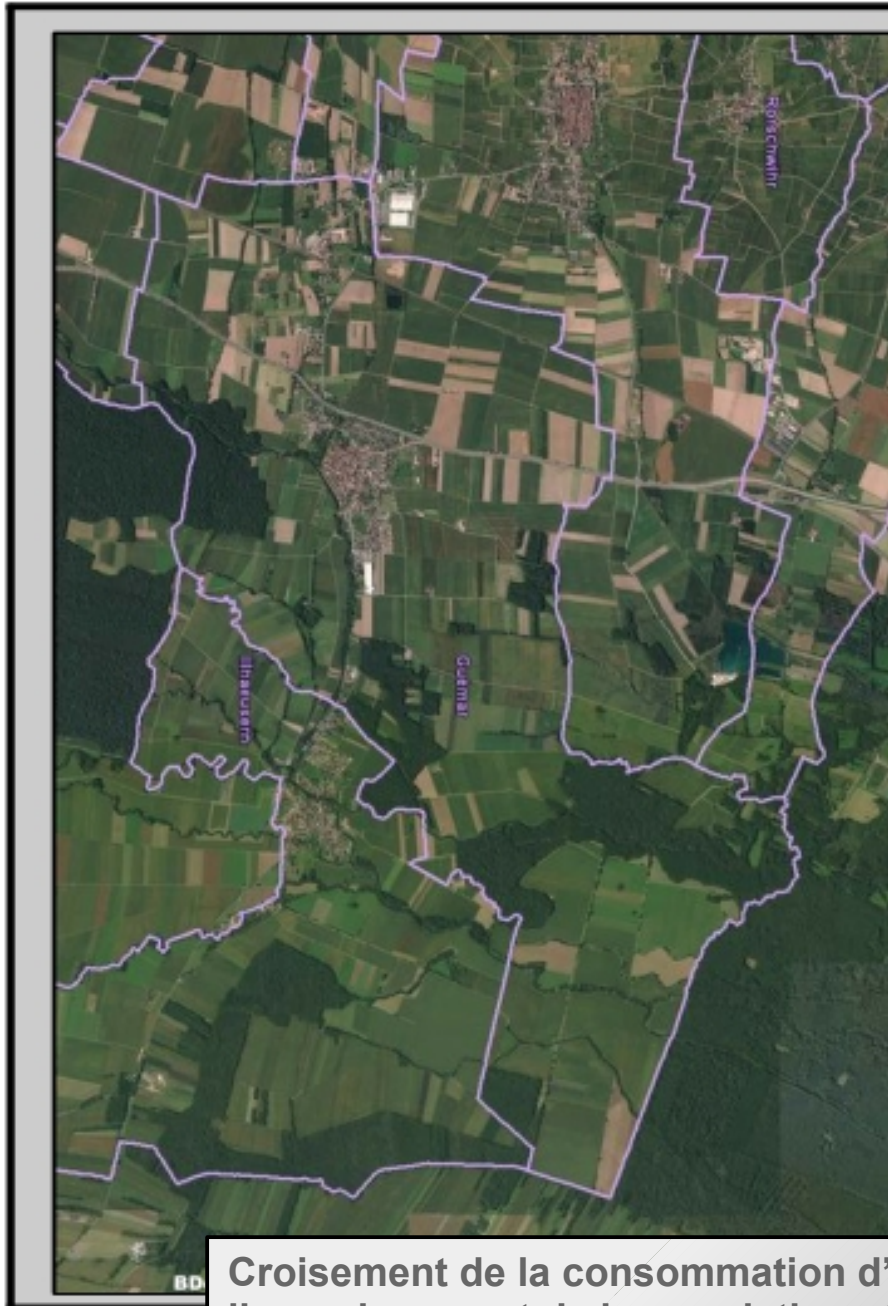 Rorschwihr
Guémar
Illhaeusern
BD
Croisement de la consommation d’